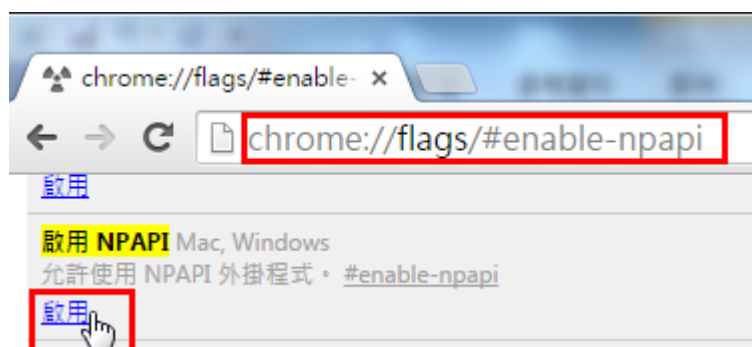 chrome://flags/#enable-
chrome://flags/#enable-npapi
啟用
啟用 NPAPI Mac, Windows
允許使用 NPAPI 外掛程式。 #enable-npapi
啟用